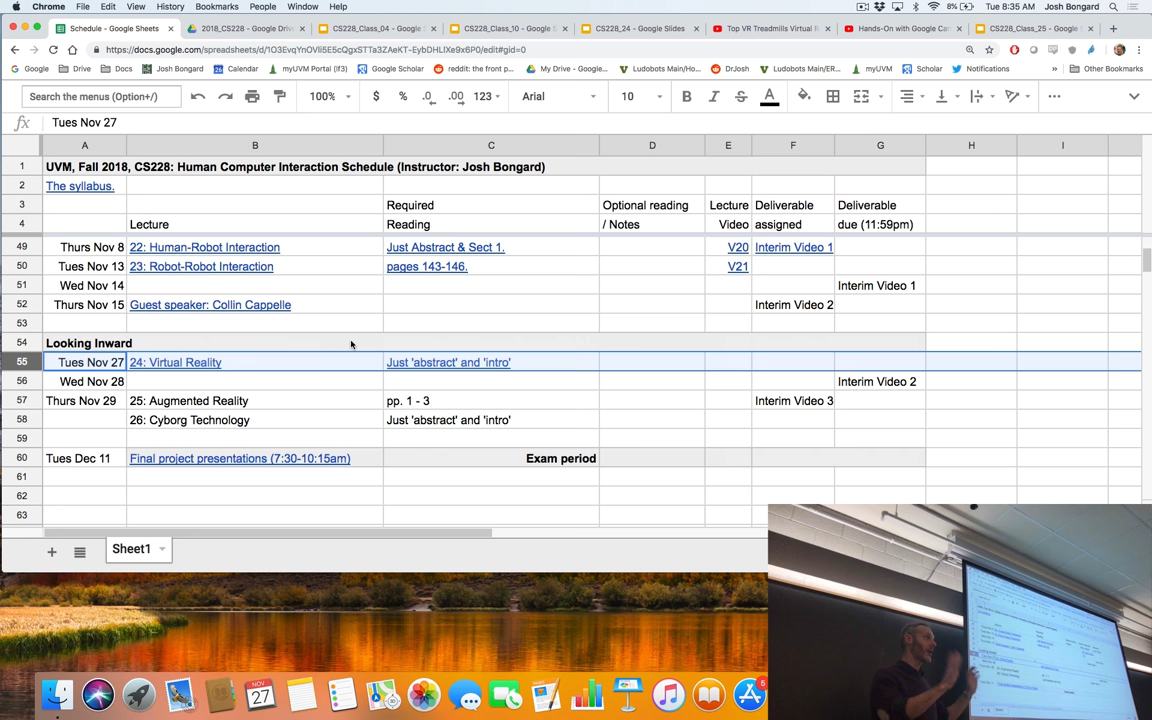 Chrome File Edit View History Bookmarks People Window Help 8% Tue 8:35 AM Josh Bongard
Schedule - Google Sheets 2018_CS228 - Google Driv CS228_Class_04 - Google S CS228_Class_10 - Google S CS228_24 - Google Slides Top VR Treadmills Virtual R Hands-On with Google Ca CS228_Class_25 - Google
https://docs.google.com/spreadsheets/d/1O3EvqYnOVli5E5cQgxSTTa3ZAeKT-EybDHLIXe9x6P0/edit#gid=0
Google Drive Docs Josh Bongard Calendar myUVM Portal (lf3) Google Scholar reddit: the front p... My Drive - Google... Ludobots Main/Ho... DrJosh Ludobots Main/ER... myUVM Scholar Notifications » Other Bookmarks
Search the menus (Option+/) 100% $ % .0 .00 123 Arial 10 B I S A
fx Tues Nov 27
A B C D E F G H I
1 UVM, Fall 2018, CS228: Human Computer Interaction Schedule (Instructor: Josh Bongard)
2 The syllabus.
3 Required Optional reading Lecture Deliverable Deliverable
4 Lecture Reading / Notes Video assigned due (11:59pm)
49 Thurs Nov 8 22: Human-Robot Interaction Just Abstract & Sect 1. V20 Interim Video 1
50 Tues Nov 13 23: Robot-Robot Interaction pages 143-146. V21
51 Wed Nov 14 Interim Video 1
52 Thurs Nov 15 Guest speaker: Collin Cappelle Interim Video 2
53
54 Looking Inward
55 Tues Nov 27 24: Virtual Reality Just 'abstract' and 'intro'
56 Wed Nov 28 Interim Video 2
57 Thurs Nov 29 25: Augmented Reality pp. 1 - 3 Interim Video 3
58 26: Cyborg Technology Just 'abstract' and 'intro'
59
60 Tues Dec 11 Final project presentations (7:30-10:15am) Exam period
61
62
63
Sheet1
NOV
27
5